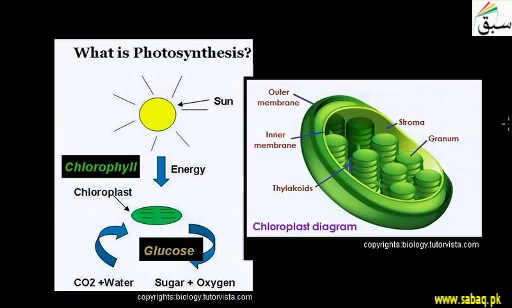 سبق
What is Photosynthesis?
Sun
Chlorophyll
Energy
Chloroplast
Glucose
CO2 +Water
Sugar + Oxygen
copyrights:biology.tutorvista.com
Outer
membrane
Inner
membrane
Stroma
Granum
Thylakoids
Chloroplast diagram
copyrights:biology.tutorvista.com
www.sabaq.pk